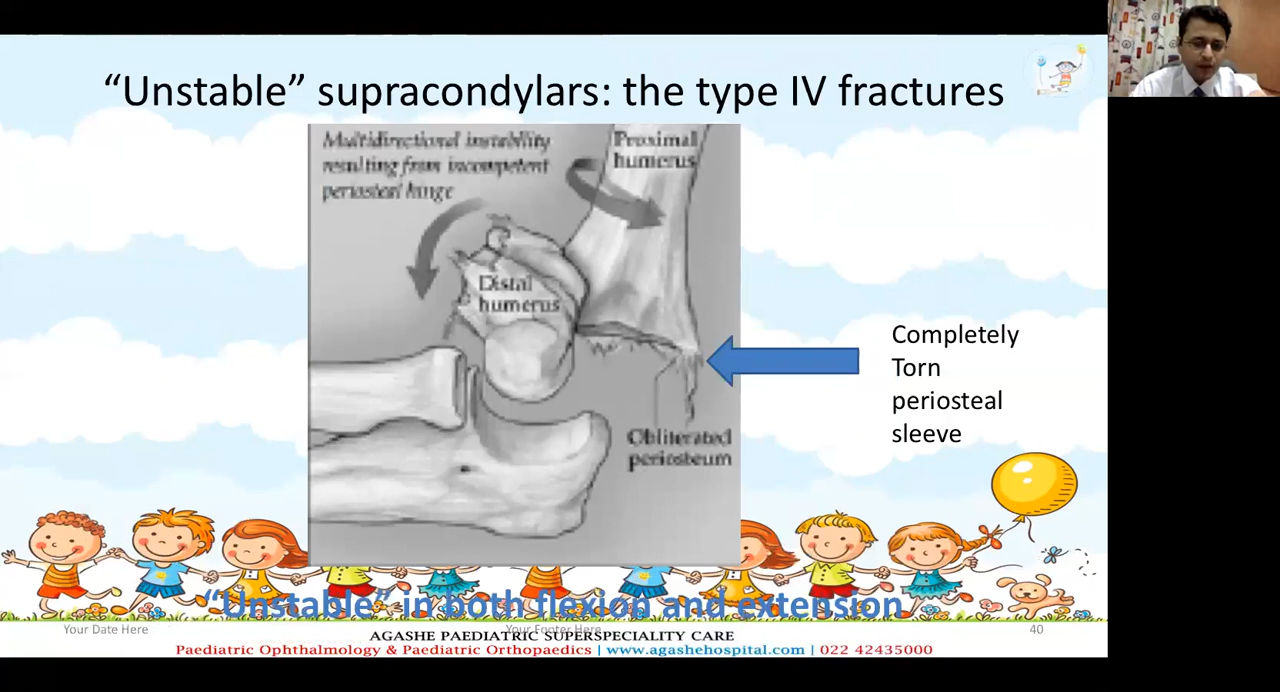 “Unstable” supracondylars: the type IV fractures
Multidirectional instability
resulting from incompetent
periosteal hinge
Proximal
humerus
Distal
humerus
Completely
Torn
periosteal
sleeve
Obliterated
periosteum
“Unstable” in both flexion and extension
Your Date Here
Your Footer Here
40
AGASHE PAEDIATRIC SUPERSPECIALITY CARE
Paediatric Ophthalmology & Paediatric Orthopaedics | www.agashehospital.com | 022 42435000